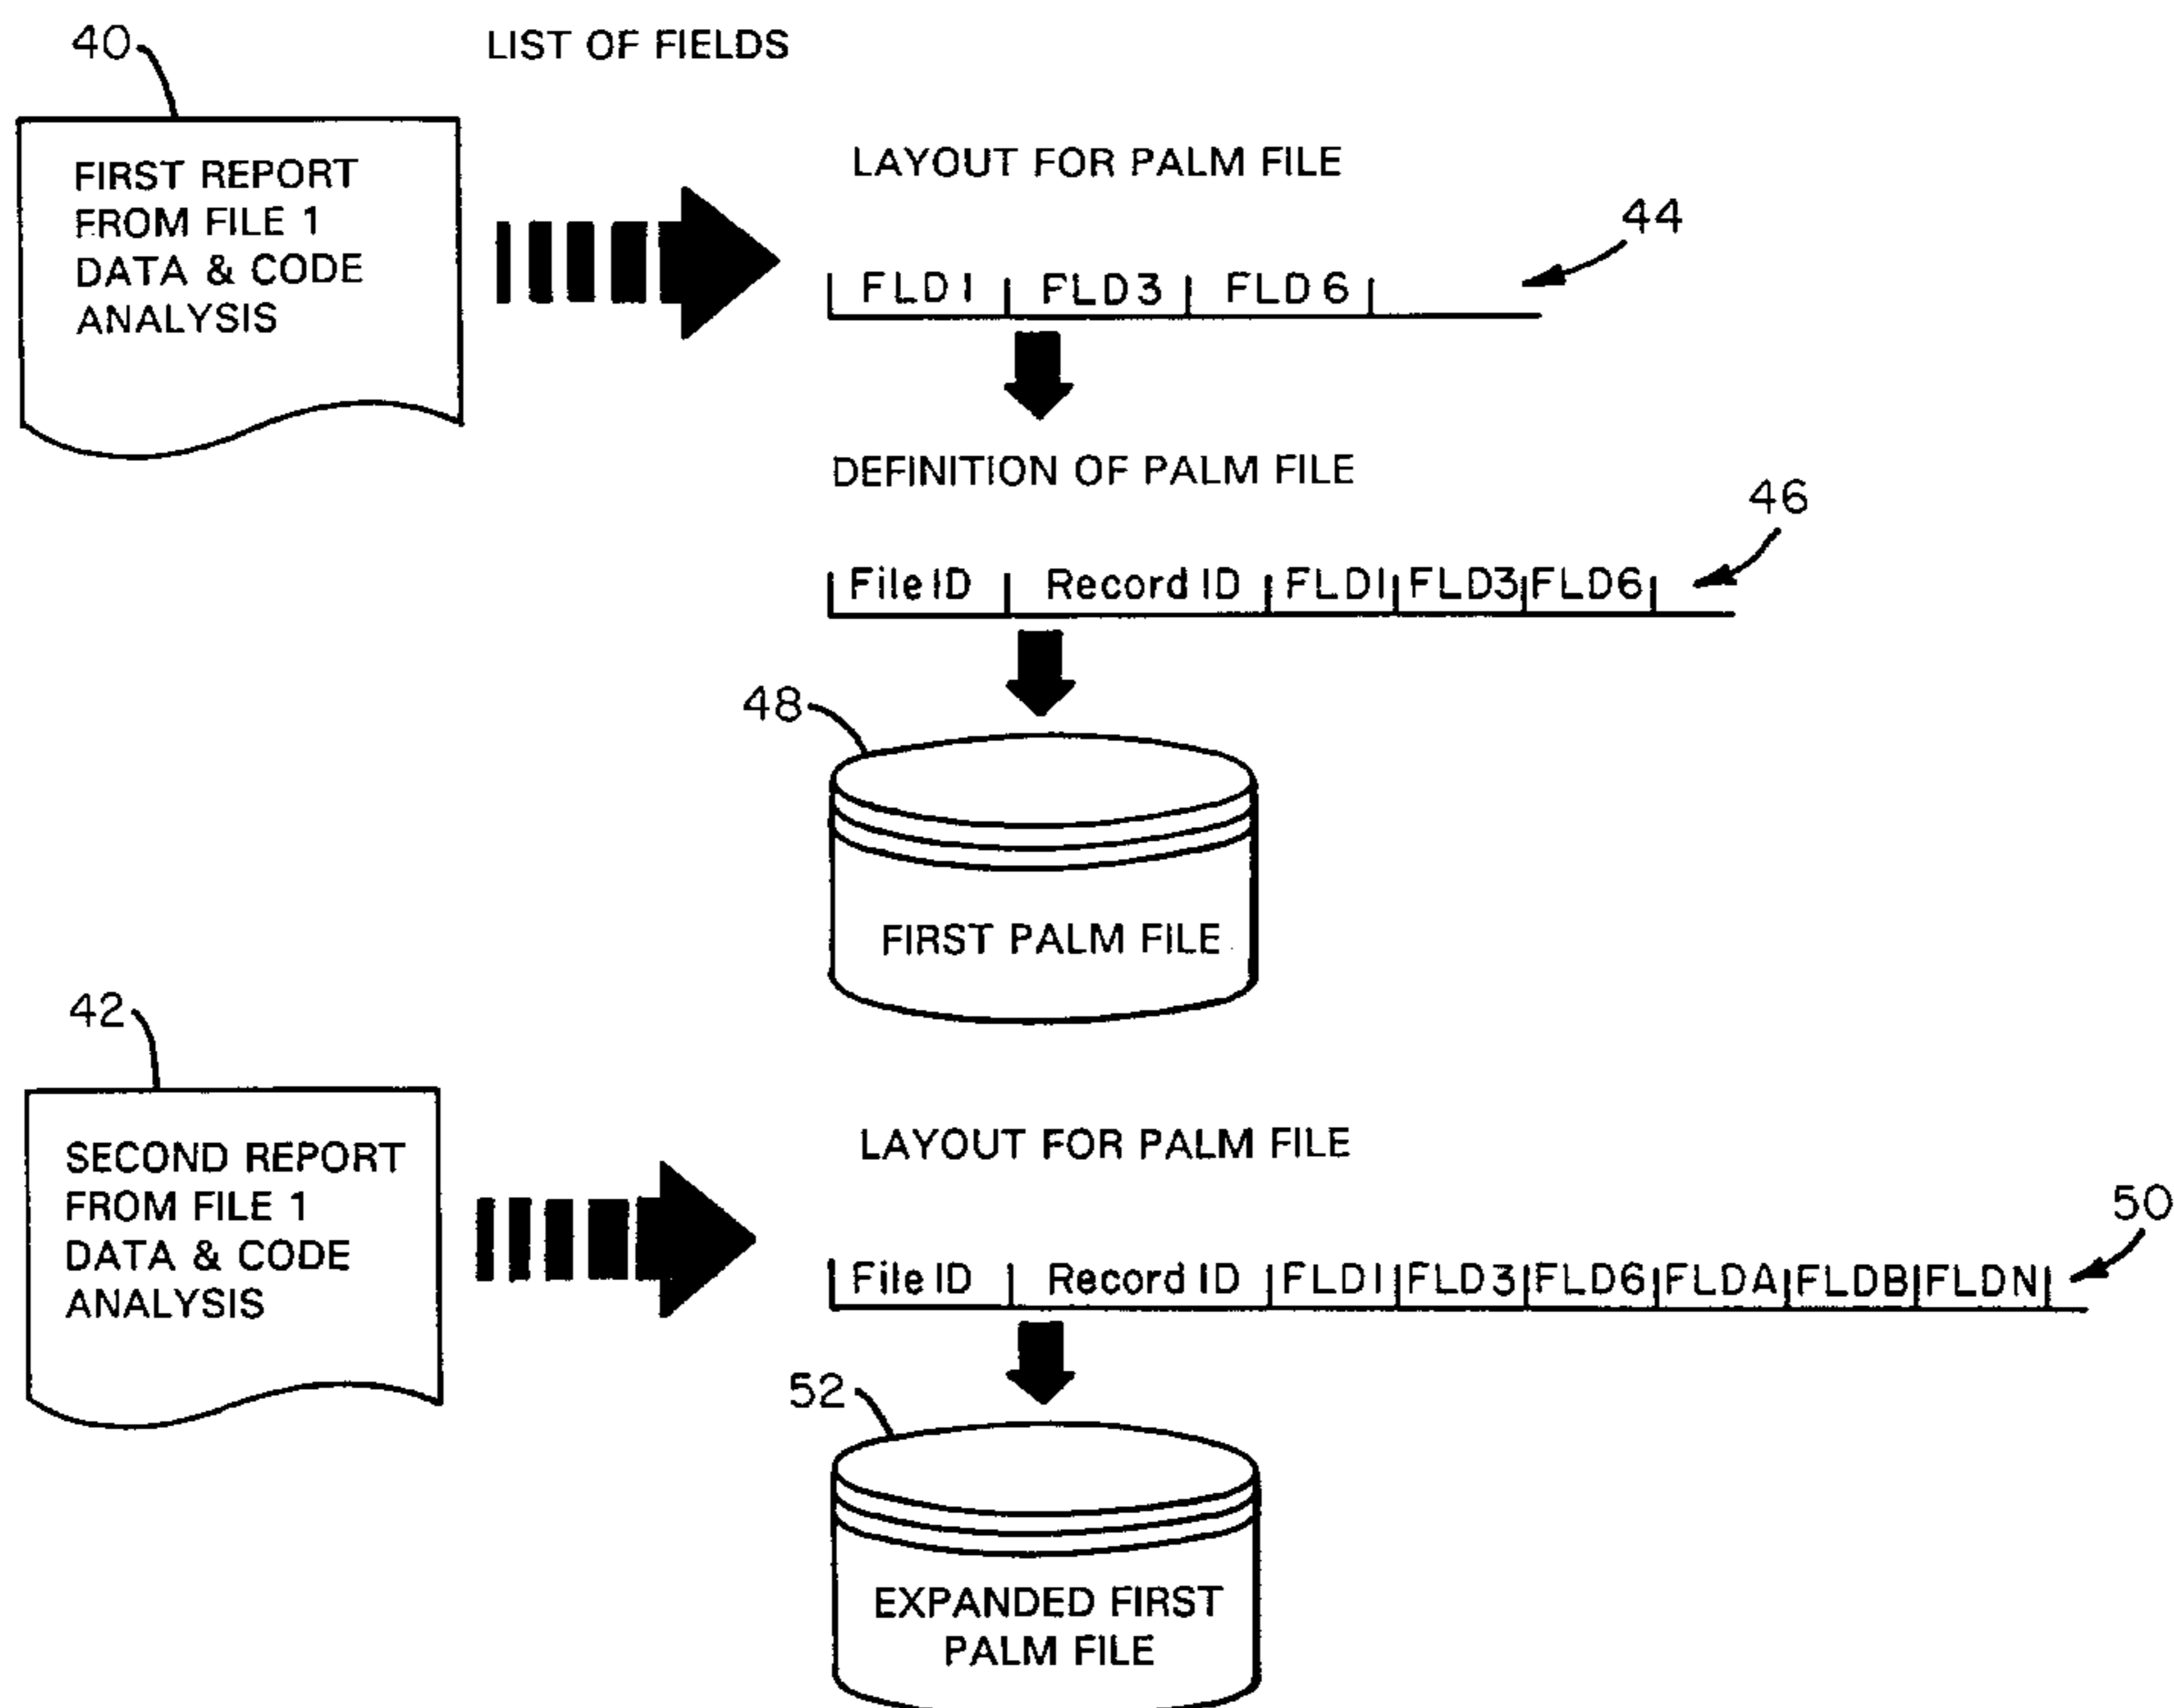 40
LIST OF FIELDS
FIRST REPORT
FROM FILE 1
DATA & CODE
ANALYSIS
LAYOUT FOR PALM FILE
44
FLD1 FLD3 FLD6
DEFINITION OF PALM FILE
46
File ID Record ID FLD1 FLD3 FLD6
48
FIRST PALM FILE
42
SECOND REPORT
FROM FILE 1
DATA & CODE
ANALYSIS
LAYOUT FOR PALM FILE
50
File ID Record ID FLD1 FLD3 FLD6 FLDA FLDB FLDN
52
EXPANDED FIRST
PALM FILE